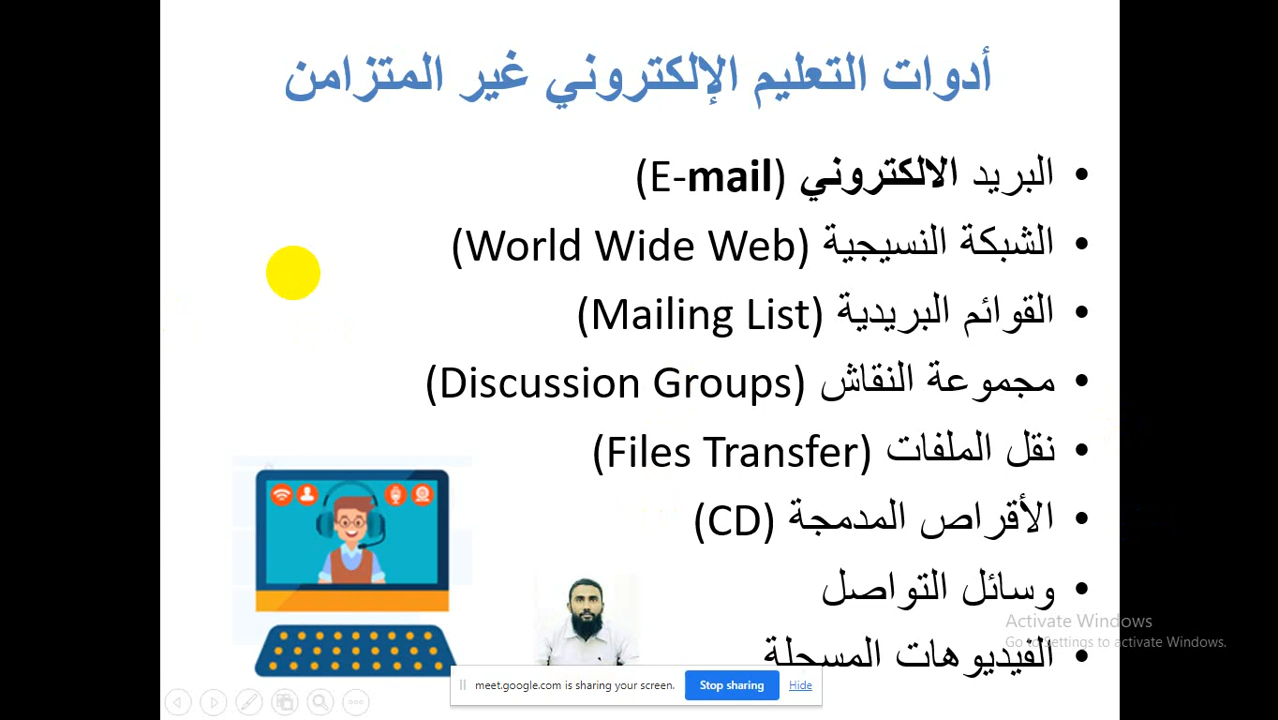 أدوات التعليم الإلكتروني غير المتزامن
• البريد الالكتروني (E-mail)
• الشبكة النسيجية (World Wide Web)
• القوائم البريدية (Mailing List)
• مجموعة النقاش (Discussion Groups)
• نقل الملفات (Files Transfer)
• الأقراص المدمجة (CD)
• وسائل التواصل
Activate Windows
Go to Settings to activate Windows.
• الفيديوهات المسجلة
meet.google.com is sharing your screen. Stop sharing Hide